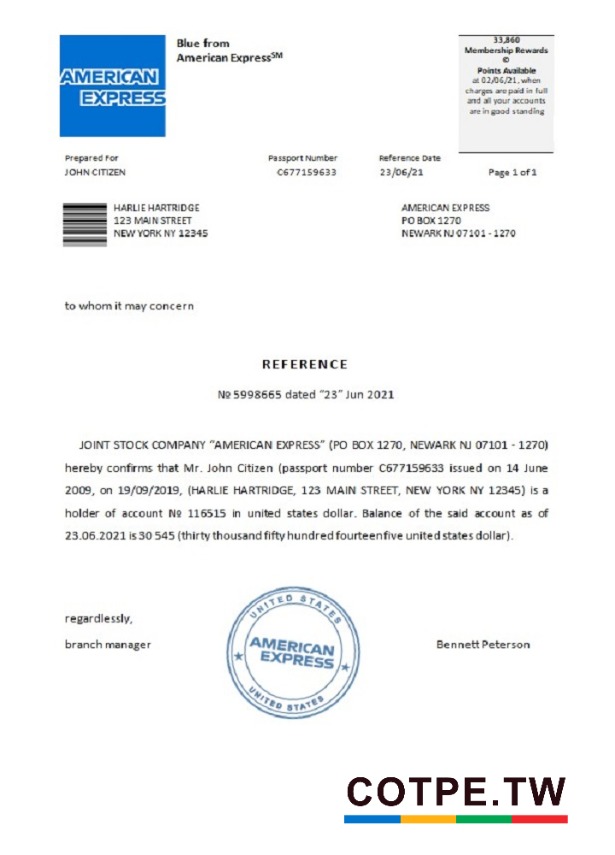 AMERICAN
EXPRESS
Blue from
American Express℠
33,860
Membership Rewards
©
Points Available
at 02/06/21, when
charges are paid in full
and all your accounts
are in good standing
Prepared For
JOHN CITIZEN
Passport Number
C677159633
Reference Date
23/06/21
Page 1 of 1
HARLIE HARTRIDGE
123 MAIN STREET
NEW YORK NY 12345
AMERICAN EXPRESS
PO BOX 1270
NEWARK NJ 07101 - 1270
to whom it may concern
REFERENCE
№ 5998665 dated “23” Jun 2021
JOINT STOCK COMPANY “AMERICAN EXPRESS” (PO BOX 1270, NEWARK NJ 07101 - 1270)
hereby confirms that Mr. John Citizen (passport number C677159633 issued on 14 June
2009, on 19/09/2019, (HARLIE HARTRIDGE, 123 MAIN STREET, NEW YORK NY 12345) is a
holder of account № 116515 in united states dollar. Balance of the said account as of
23.06.2021 is 30 545 (thirty thousand fifty hundred fourteenfive united states dollar).
regardlessly,
branch manager
UNITED STATES
AMERICAN
EXPRESS
UNITED STATES
Bennett Peterson
COTPE.TW